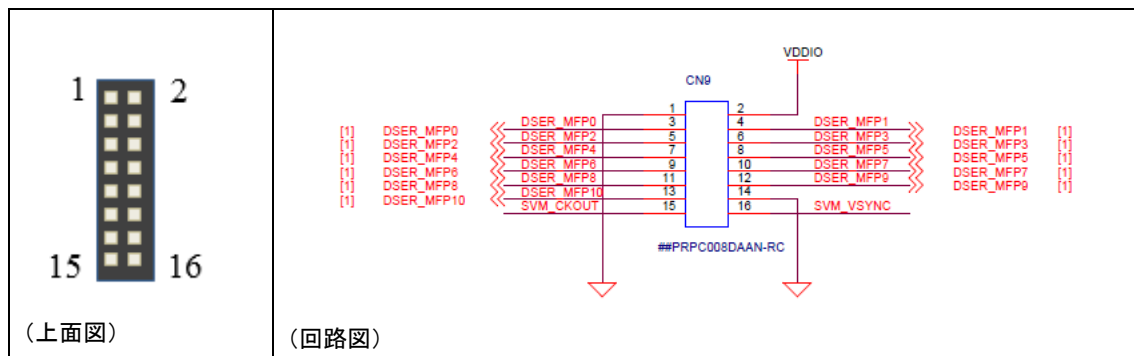 1 2
15 16
(上面図)
VDDIO
CN9
1 2
DSER_MFP0 3 4 DSER_MFP1
[1] DSER_MFP0 DSER_MFP2 5 6 DSER_MFP3 DSER_MFP1 [1]
[1] DSER_MFP2 DSER_MFP4 7 8 DSER_MFP5 DSER_MFP3 [1]
[1] DSER_MFP4 DSER_MFP6 9 10 DSER_MFP7 DSER_MFP5 [1]
[1] DSER_MFP6 DSER_MFP8 11 12 DSER_MFP9 DSER_MFP7 [1]
[1] DSER_MFP8 DSER_MFP10 13 14 DSER_MFP9 [1]
[1] DSER_MFP10 SVM_CKOUT 15 16 SVM_VSYNC
##PRPC008DAAN-RC
(回路図)